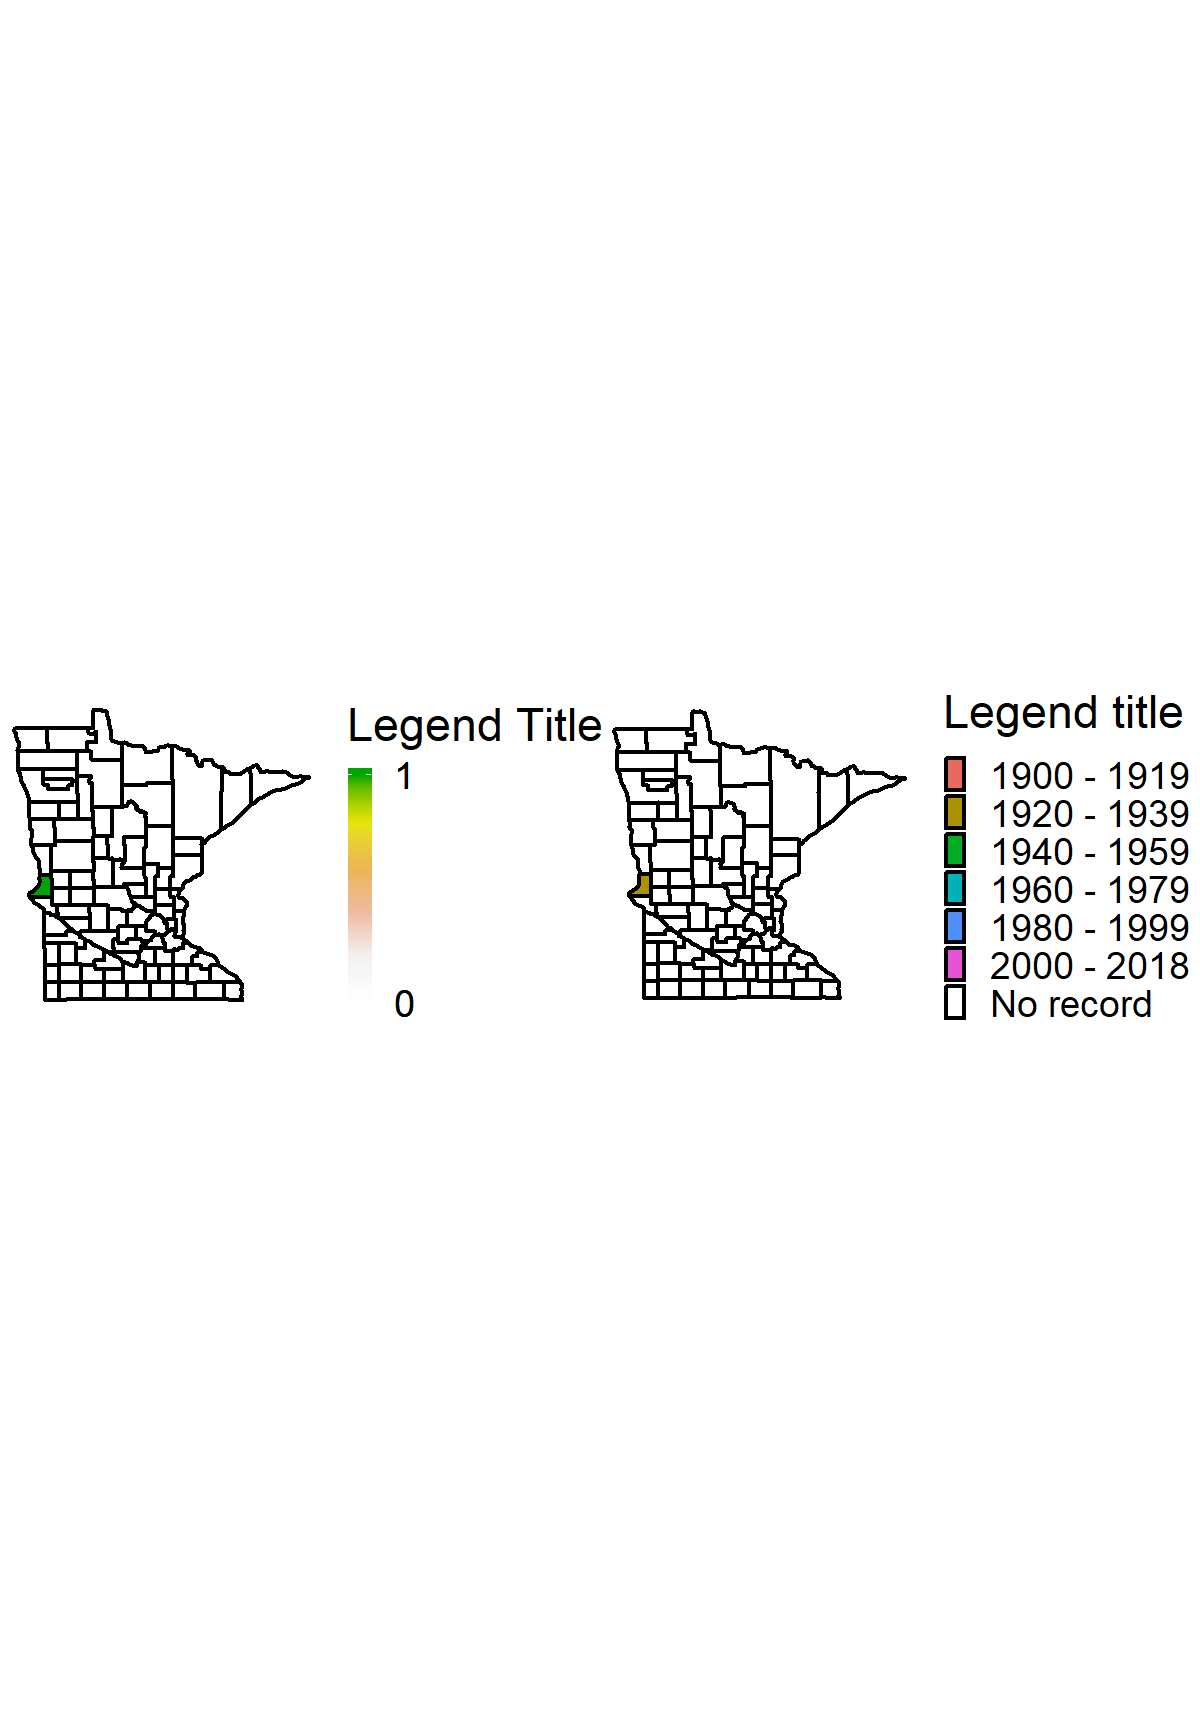 Legend Title
1
0
Legend title
1900 - 1919
1920 - 1939
1940 - 1959
1960 - 1979
1980 - 1999
2000 - 2018
No record